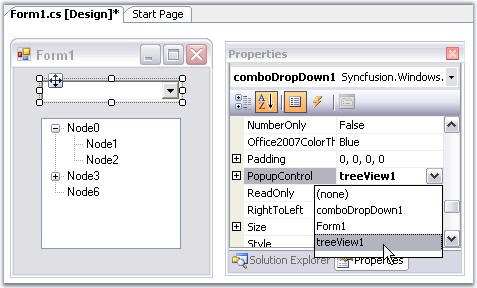 Form1.cs [Design]* Start Page
Form1
Node0
Node1
Node2
Node3
Node6
Properties
comboDropDown1 Syncfusion.Windows.
NumberOnly False
Office2007ColorTh Blue
Padding 0, 0, 0, 0
PopupControl treeView1
ReadOnly
RightToLeft
Size
Style
(none)
comboDropDown1
Form1
treeView1
Solution Explorer Properties